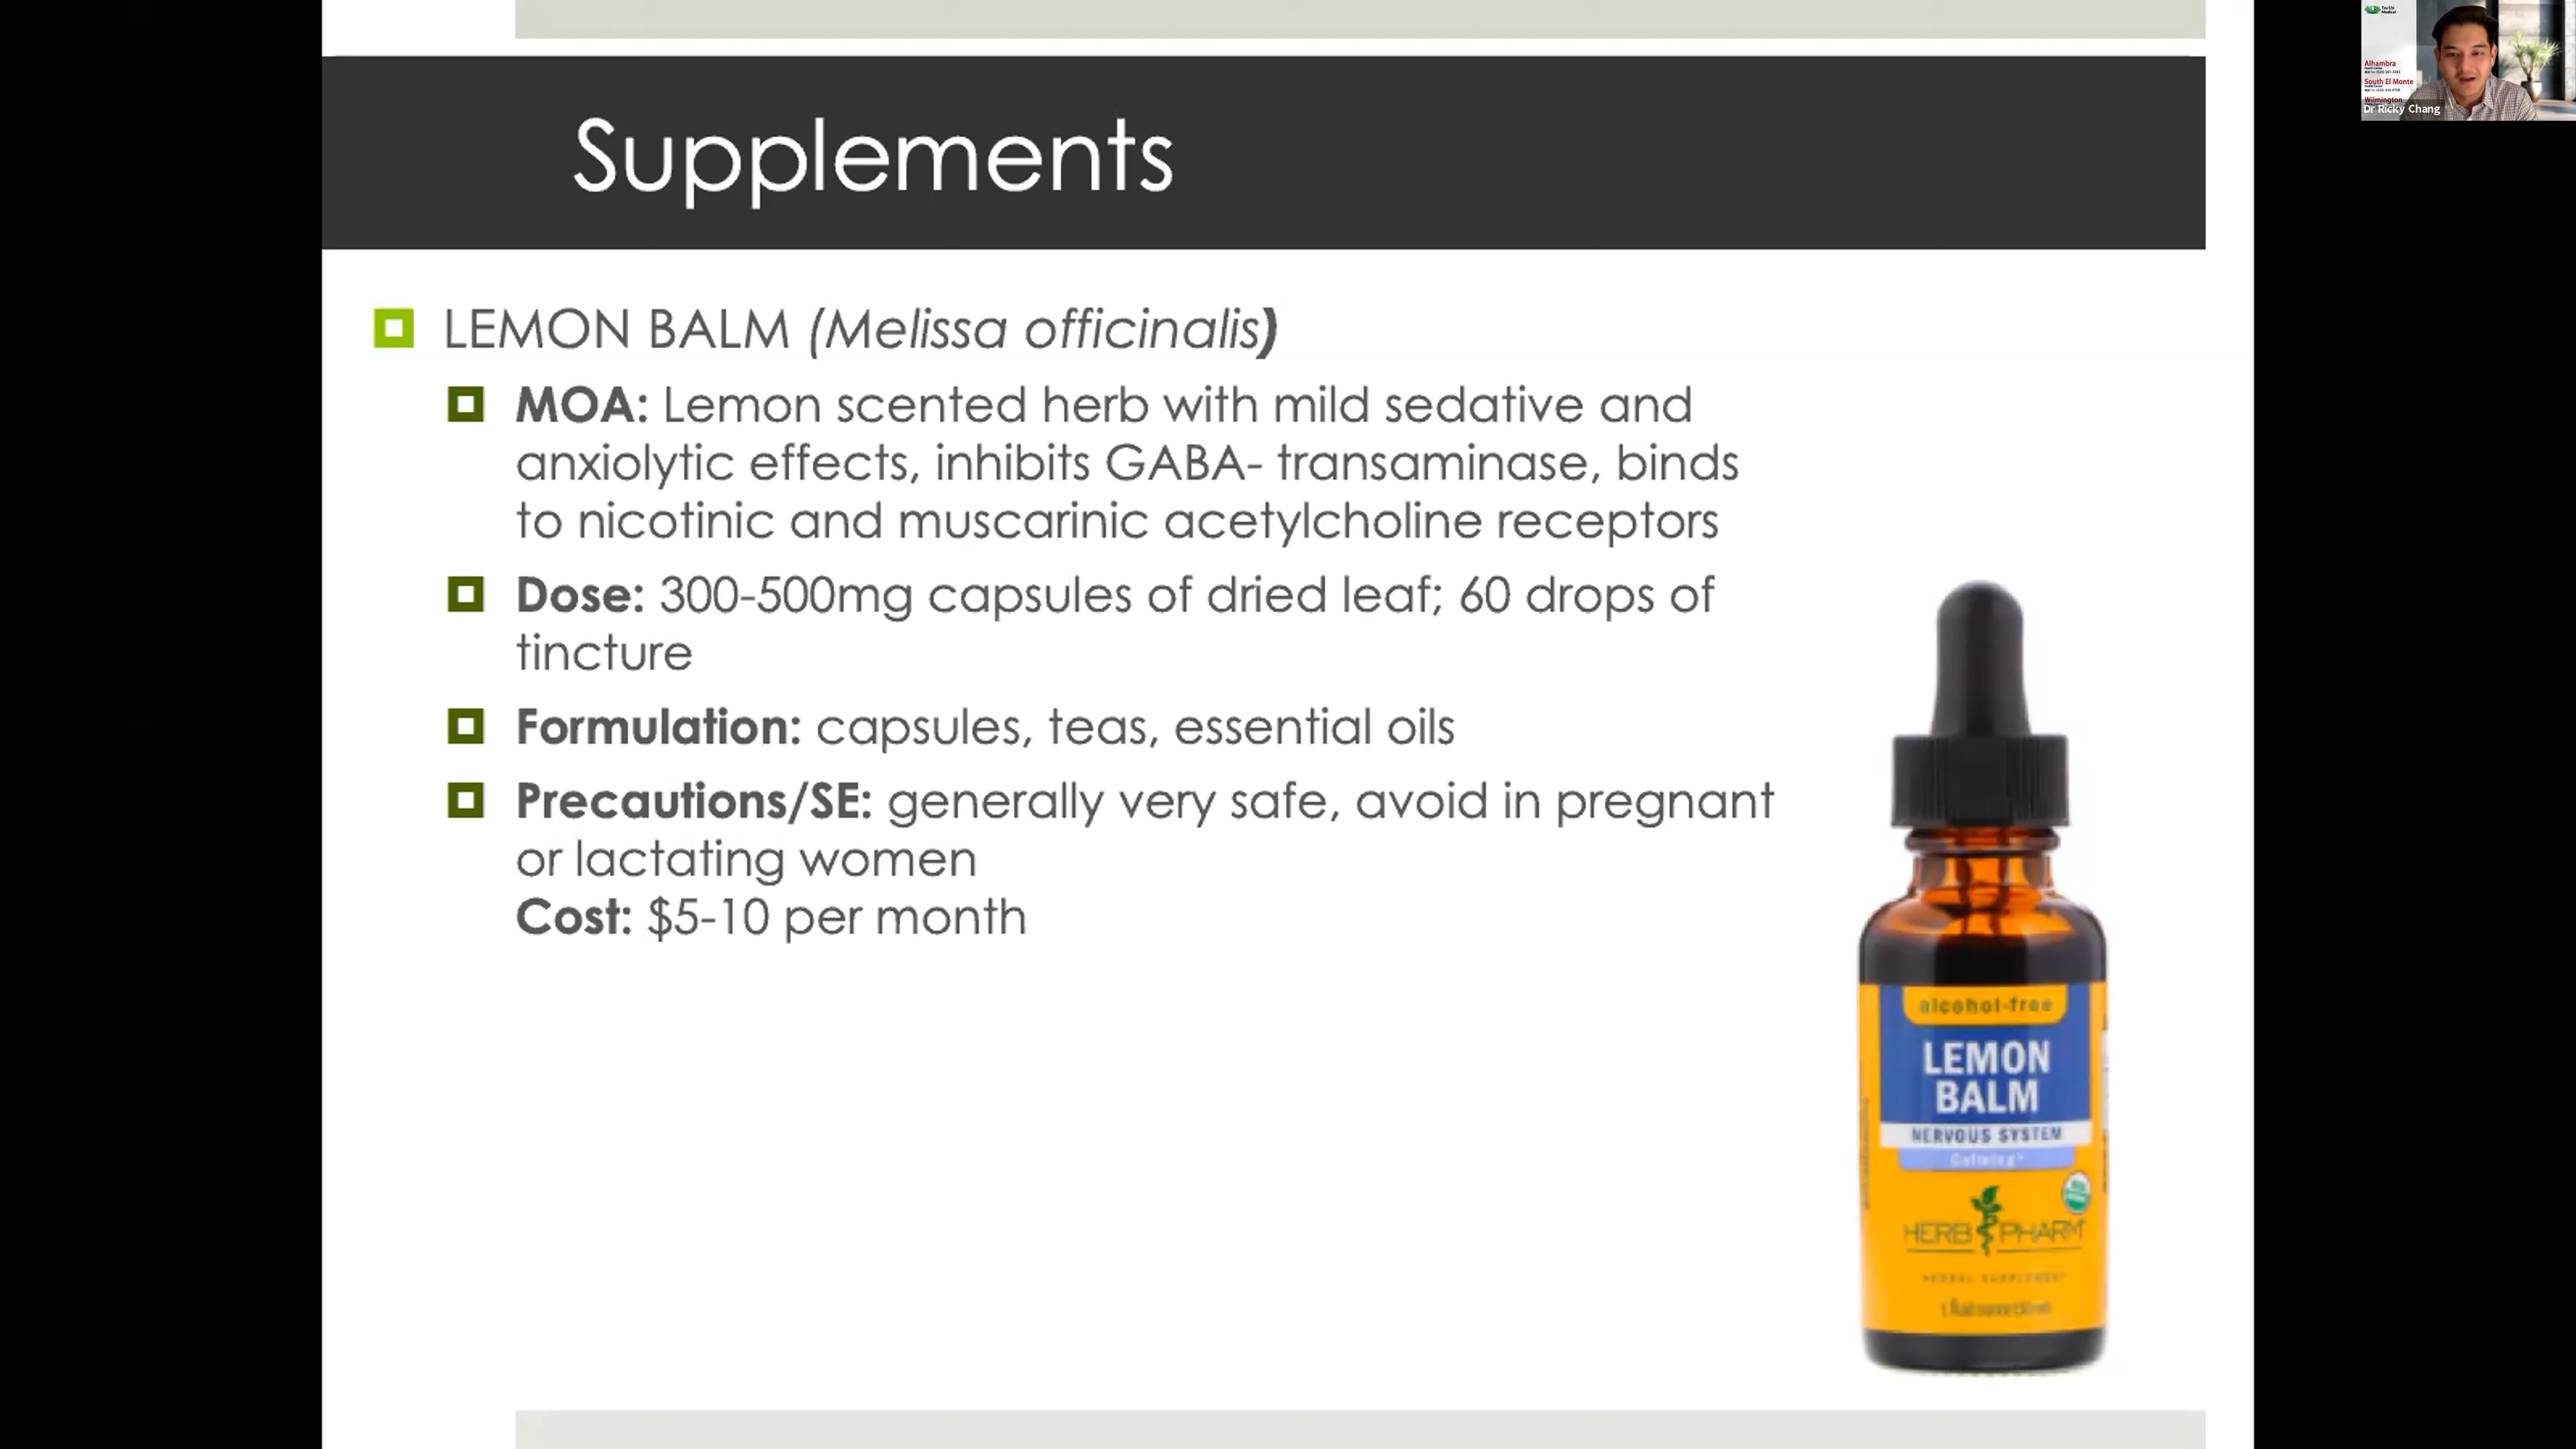 Supplements
LEMON BALM (Melissa officinalis)
MOA: Lemon scented herb with mild sedative and
anxiolytic effects, inhibits GABA- transaminase, binds
to nicotinic and muscarinic acetylcholine receptors
Dose: 300-500mg capsules of dried leaf; 60 drops of
tincture
Formulation: capsules, teas, essential oils
Precautions/SE: generally very safe, avoid in pregnant
or lactating women
Cost: $5-10 per month
alcohol-free
LEMON
BALM
NERVOUS SYSTEM
Calming*
HERB PHARM
HERBAL SUPPLEMENT
Alhambra
South El Monte
Wilmington
Dr Ricky Chang